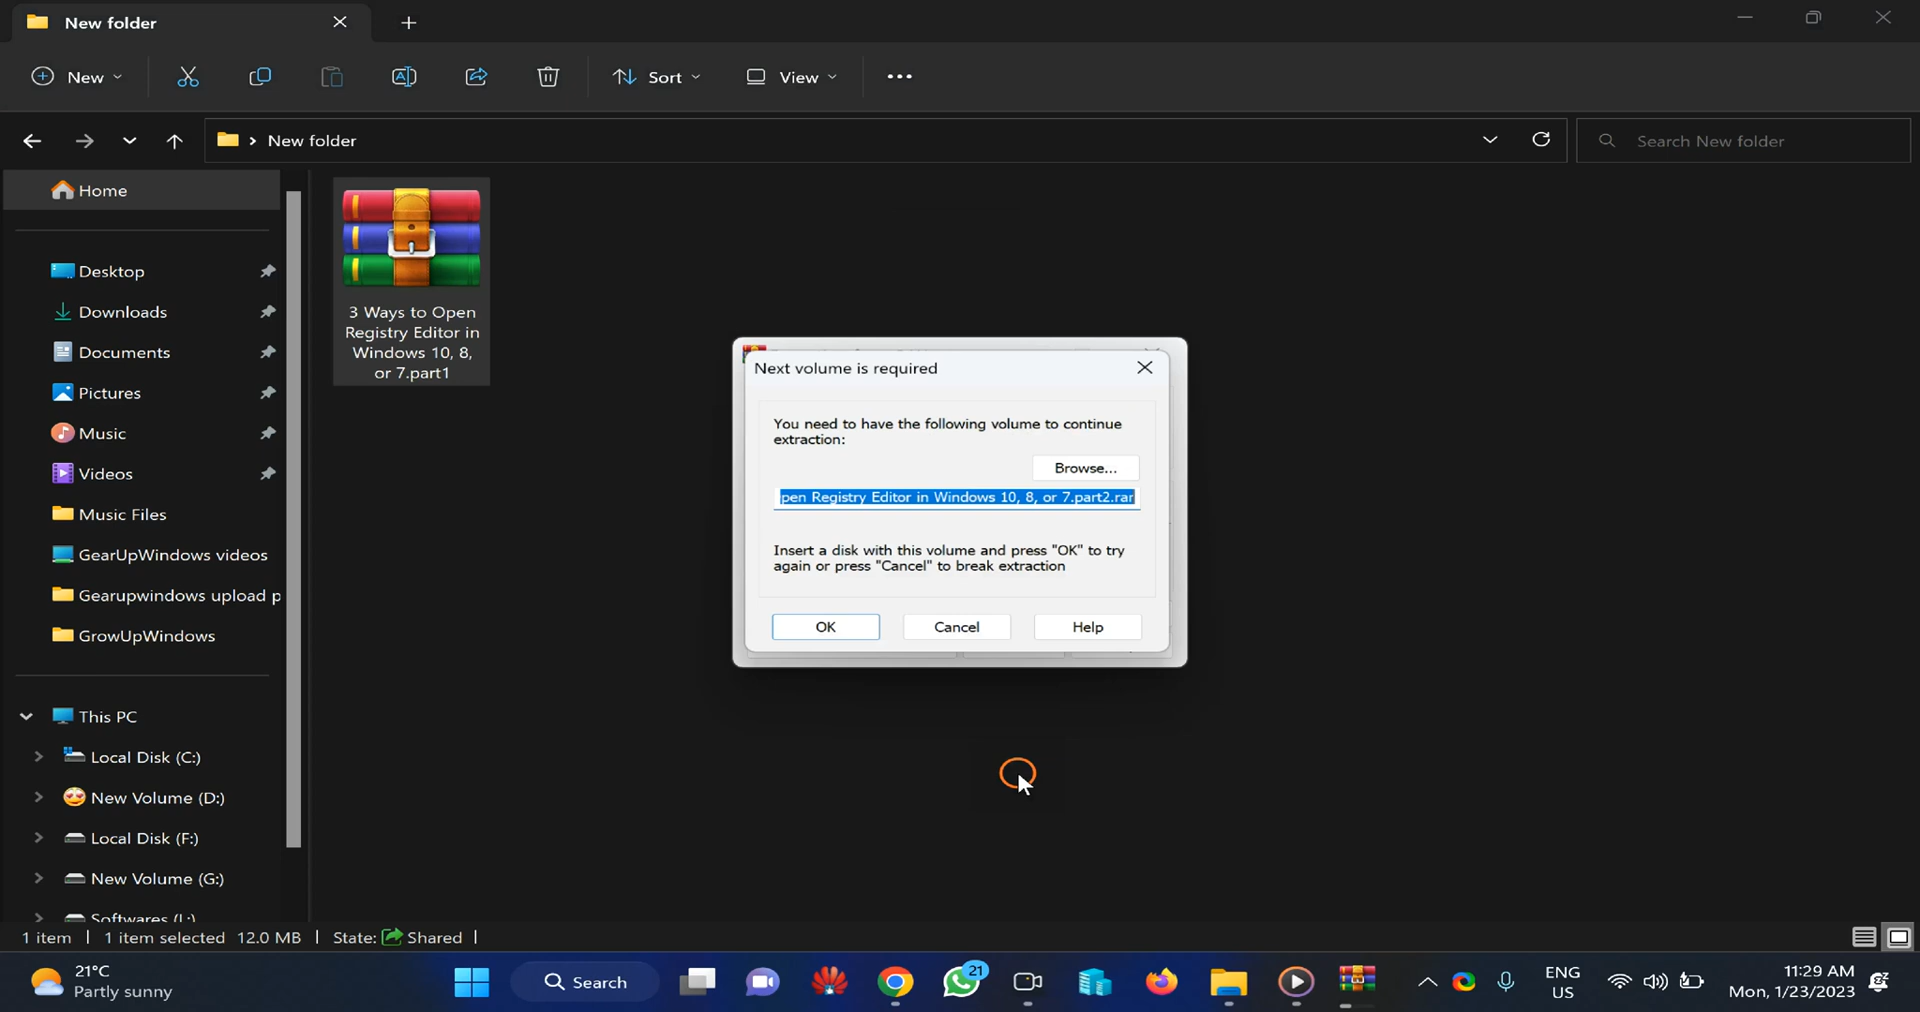 New folder
New
Sort
View
New folder
Search New folder
Home
Desktop
Downloads
Documents
Pictures
Music
Videos
Music Files
GearUpWindows videos
Gearupwindows upload p
GrowUpWindows
This PC
Local Disk (C:)
New Volume (D:)
Local Disk (F:)
New Volume (G:)
Softwares (L:)
3 Ways to Open
Registry Editor in
Windows 10, 8,
or 7.part1
Next volume is required
You need to have the following volume to continue
extraction:
Browse...
pen Registry Editor in Windows 10, 8, or 7.part2.rar
Insert a disk with this volume and press "OK" to try
again or press "Cancel" to break extraction
OK
Cancel
Help
1 item
1 item selected 12.0 MB
State: Shared
21°C
Partly sunny
Search
21
ENG
US
11:29 AM
Mon, 1/23/2023